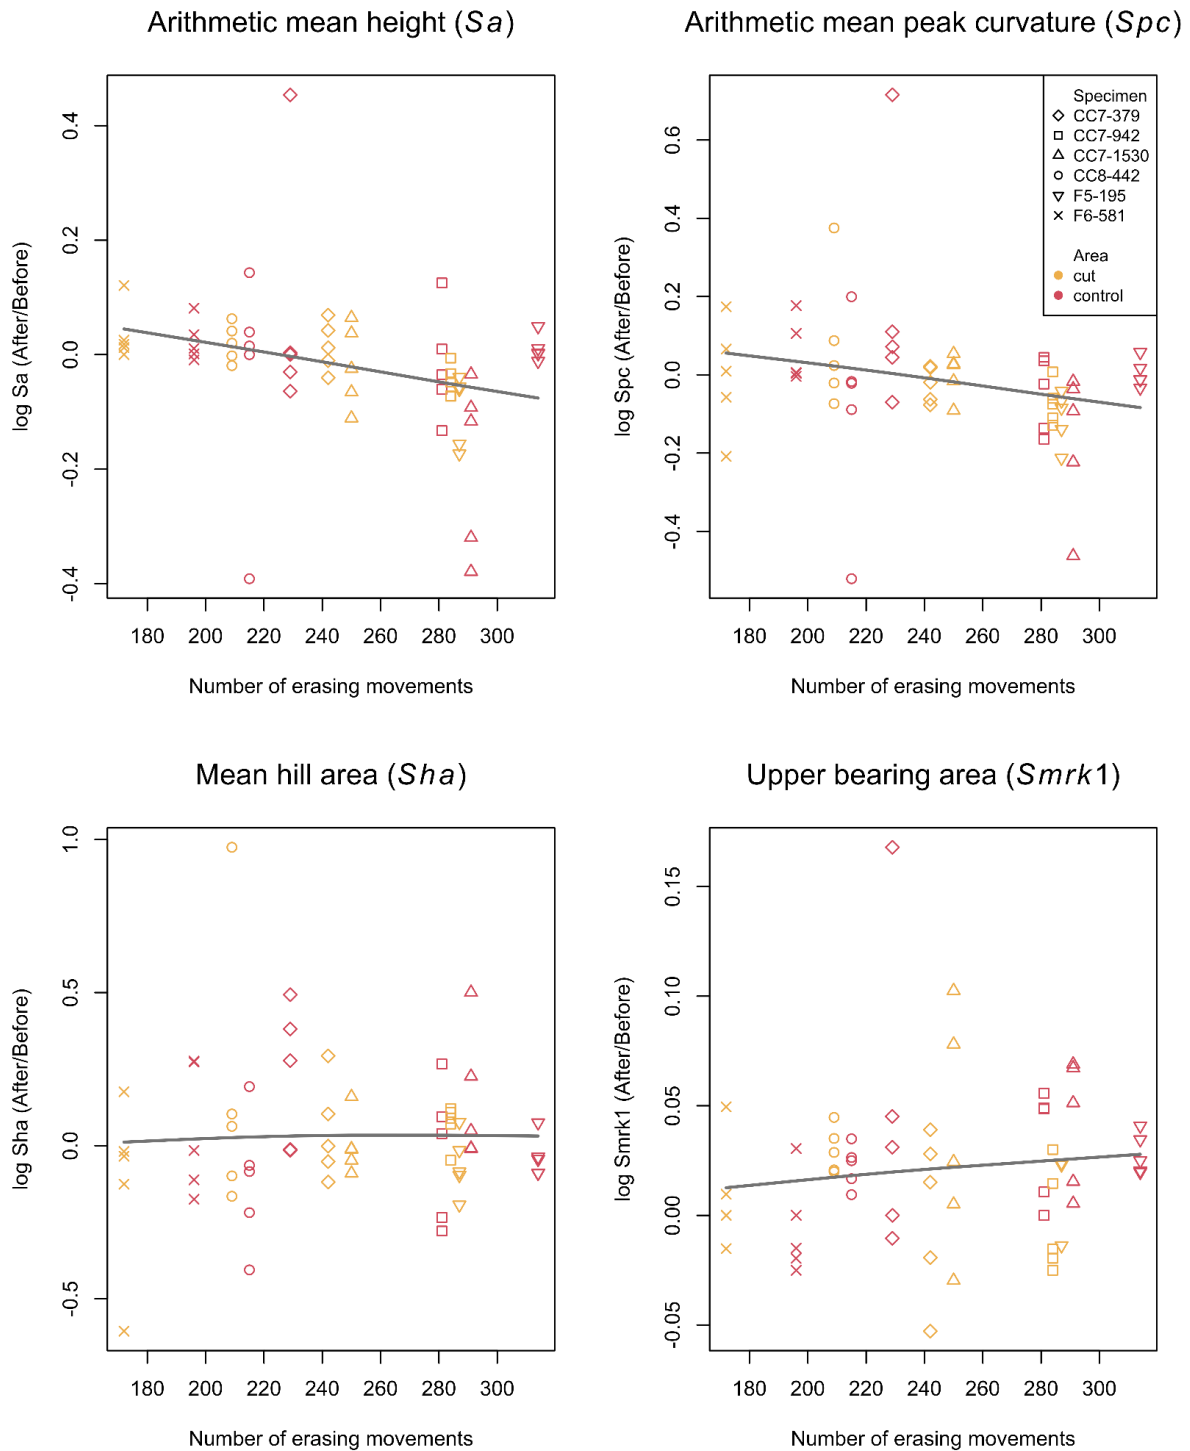 Arithmetic mean height (Sa)
log Sa (After/Before)
0.4
0.2
0.0
-0.2
-0.4
180 200 220 240 260 280 300
Number of erasing movements
Arithmetic mean peak curvature (Spc)
log Spc (After/Before)
0.6
0.4
0.2
0.0
-0.2
-0.4
Specimen
CC7-379
CC7-942
CC7-1530
CC8-442
F5-195
F6-581
Area
cut
control
180 200 220 240 260 280 300
Number of erasing movements
Mean hill area (Sha)
log Sha (After/Before)
1.0
0.5
0.0
-0.5
180 200 220 240 260 280 300
Number of erasing movements
Upper bearing area (Smrk1)
log Smrk1 (After/Before)
0.15
0.10
0.05
0.00
-0.05
180 200 220 240 260 280 300
Number of erasing movements